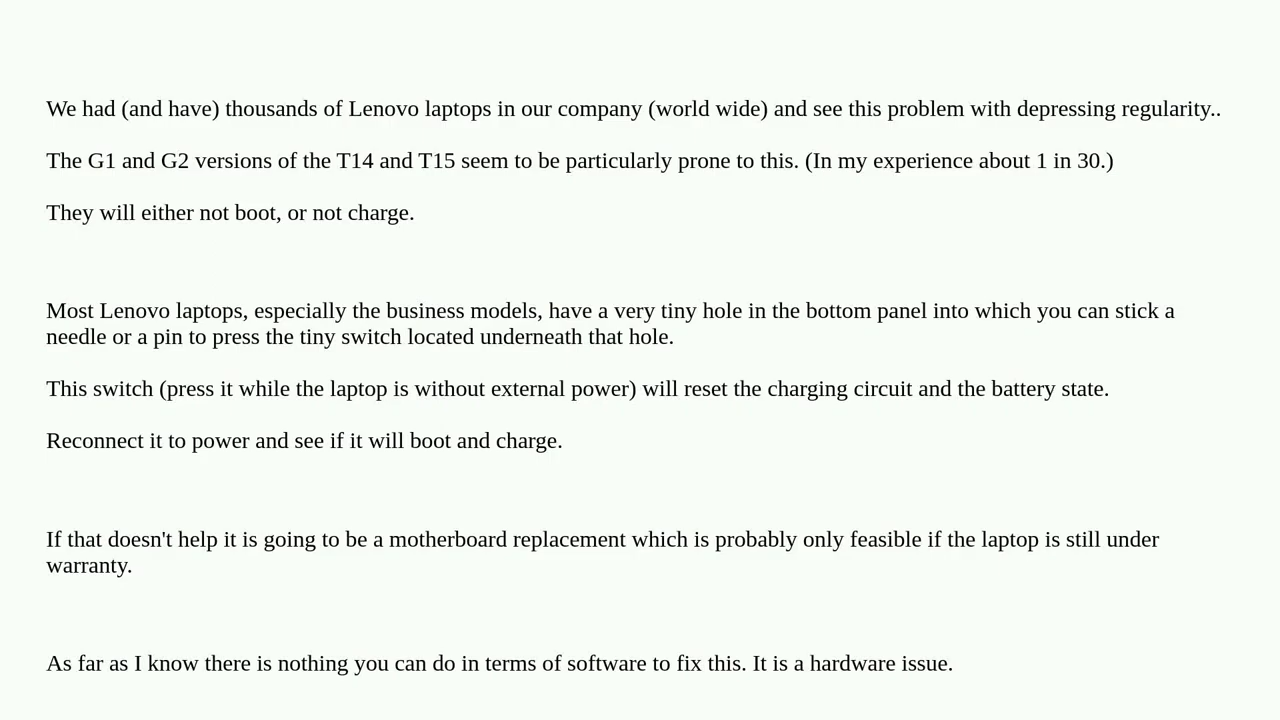 We had (and have) thousands of Lenovo laptops in our company (world wide) and see this problem with depressing regularity..
The G1 and G2 versions of the T14 and T15 seem to be particularly prone to this. (In my experience about 1 in 30.)
They will either not boot, or not charge.
Most Lenovo laptops, especially the business models, have a very tiny hole in the bottom panel into which you can stick a
needle or a pin to press the tiny switch located underneath that hole.
This switch (press it while the laptop is without external power) will reset the charging circuit and the battery state.
Reconnect it to power and see if it will boot and charge.
If that doesn't help it is going to be a motherboard replacement which is probably only feasible if the laptop is still under
warranty.
As far as I know there is nothing you can do in terms of software to fix this. It is a hardware issue.